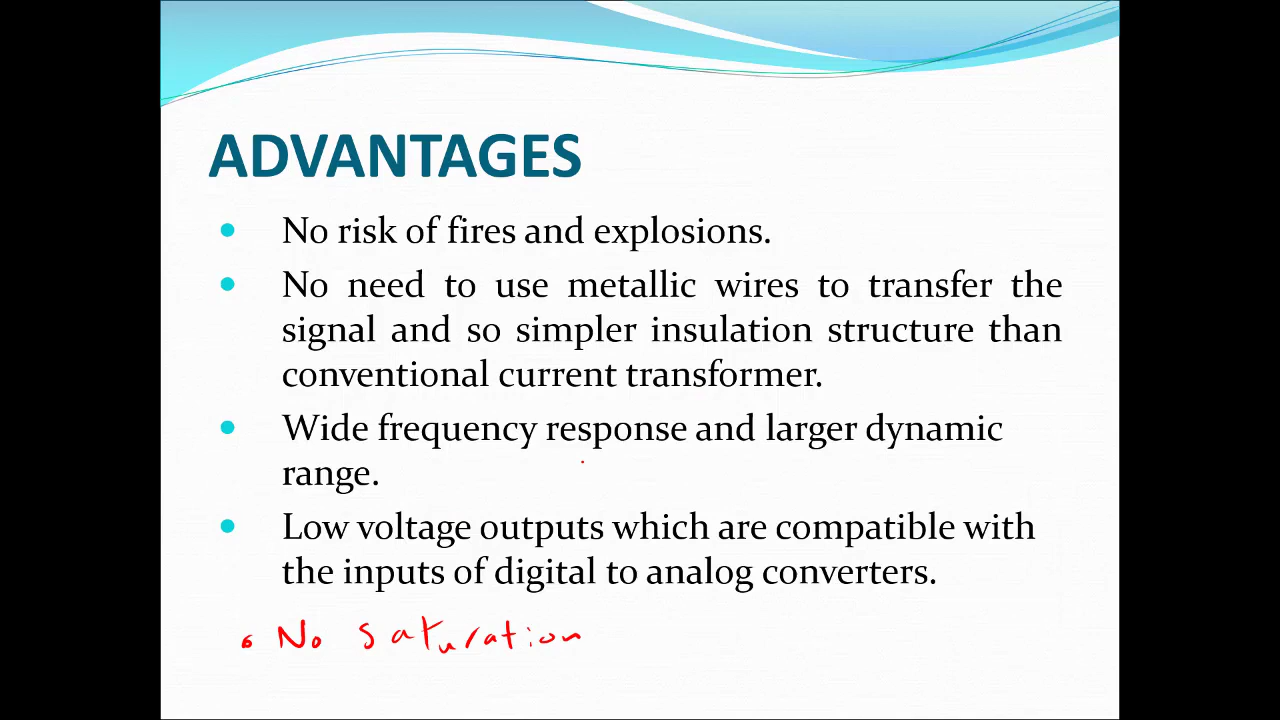 ADVANTAGES
• No risk of fires and explosions.
• No need to use metallic wires to transfer the
signal and so simpler insulation structure than
conventional current transformer.
• Wide frequency response and larger dynamic
range.
• Low voltage outputs which are compatible with
the inputs of digital to analog converters.
• No saturation